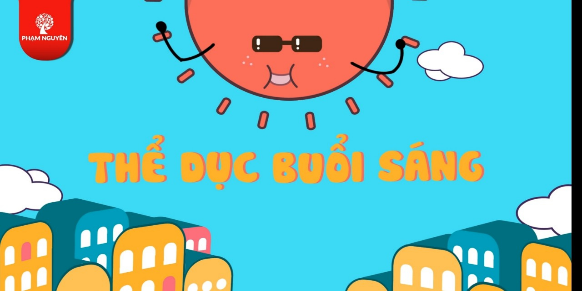 PHẠM NGUYÊN
THỂ DỤC BUỔI SÁNG